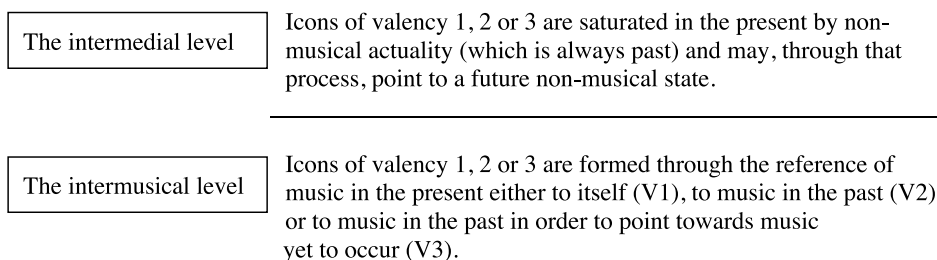 The intermedial level
Icons of valency 1, 2 or 3 are saturated in the present by non-
musical actuality (which is always past) and may, through that
process, point to a future non-musical state.
The intermusical level
Icons of valency 1, 2 or 3 are formed through the reference of
music in the present either to itself (V1), to music in the past (V2)
or to music in the past in order to point towards music
yet to occur (V3).